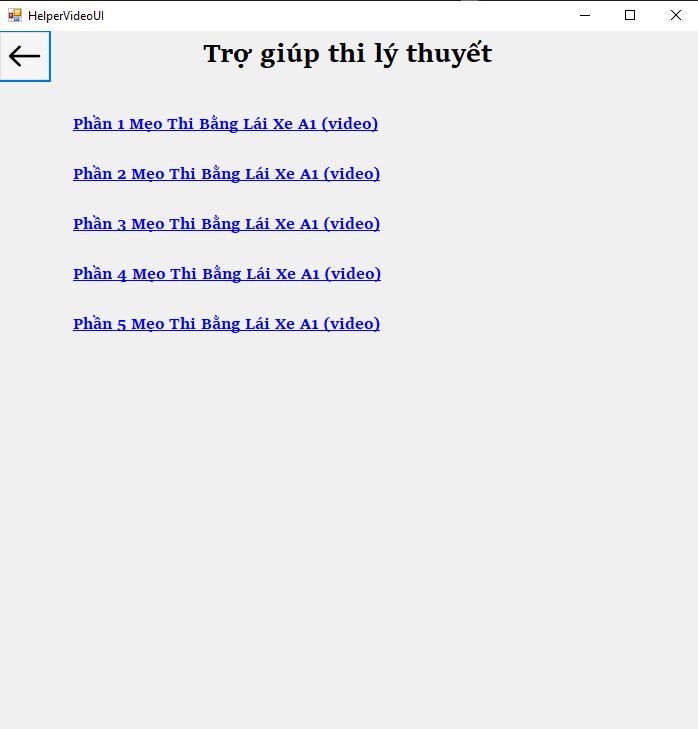 HelperVideoUI
Trợ giúp thi lý thuyết
Phần 1 Mẹo Thi Bằng Lái Xe A1 (video)
Phần 2 Mẹo Thi Bằng Lái Xe A1 (video)
Phần 3 Mẹo Thi Bằng Lái Xe A1 (video)
Phần 4 Mẹo Thi Bằng Lái Xe A1 (video)
Phần 5 Mẹo Thi Bằng Lái Xe A1 (video)